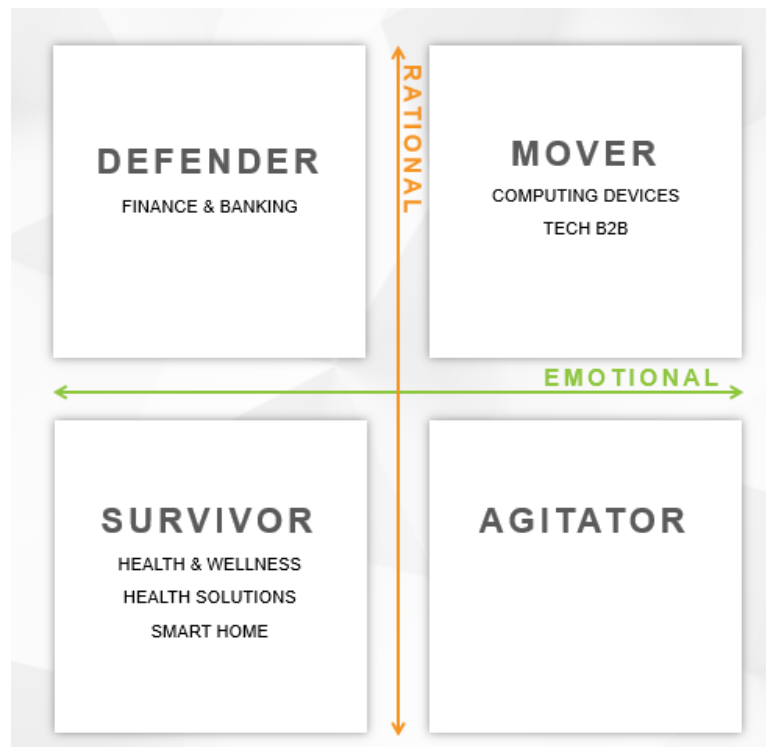 DEFENDER
FINANCE & BANKING
RATIONAL
MOVER
COMPUTING DEVICES
TECH B2B
EMOTIONAL
SURVIVOR
HEALTH & WELLNESS
HEALTH SOLUTIONS
SMART HOME
AGITATOR